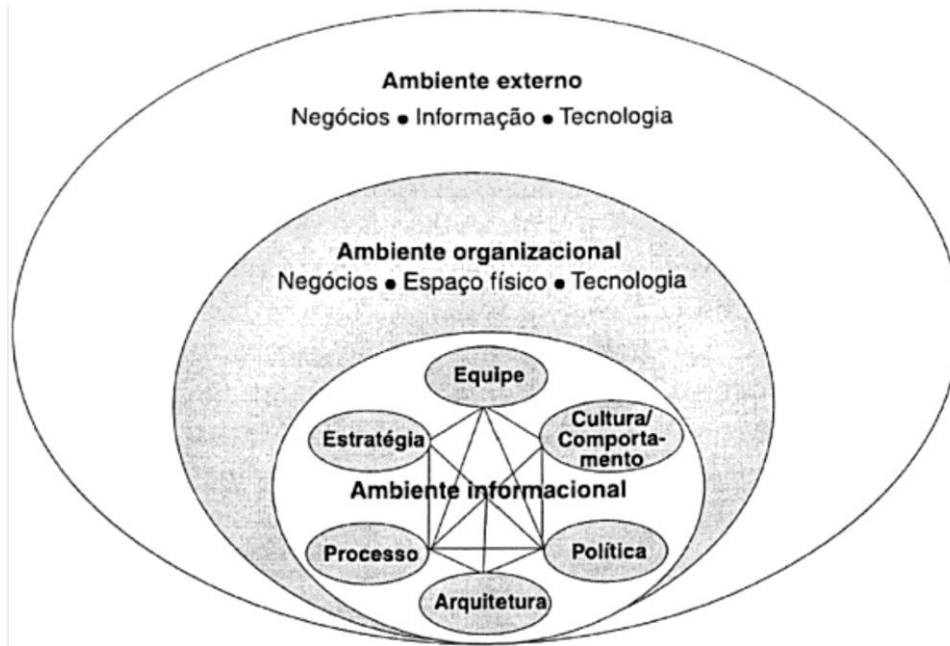 Ambiente externo
Negócios ● Informação ● Tecnologia
Ambiente organizacional
Negócios ● Espaço físico ● Tecnologia
Equipe
Estratégia
Cultura/
Comporta-
mento
Ambiente informacional
Processo
Política
Arquitetura